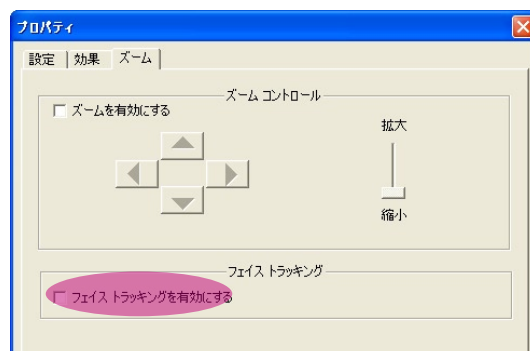 プロパティ
設定 効果 ズーム
ズーム コントロール
ズームを有効にする
拡大
縮小
フェイス トラッキング
フェイス トラッキングを有効にする